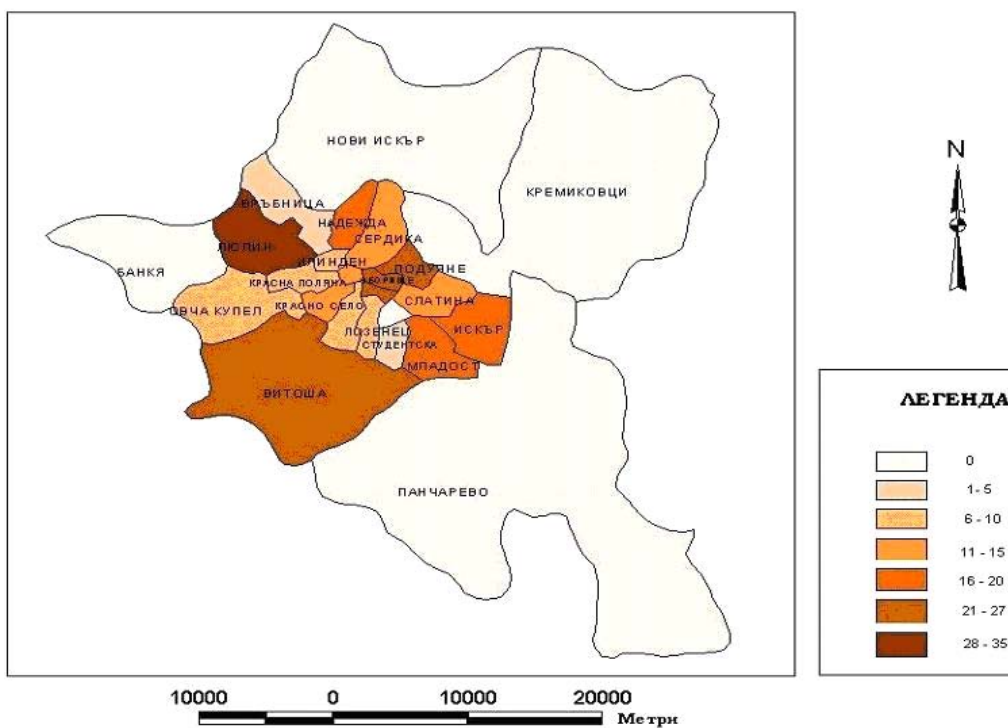 НОВИ ИСКЪР
КРЕМИКОВЦИ
ВРЪБНИЦА
НАДЕЖДА
СЕРДИКА
ЛЮЛИН
ИЛИНДЕН
БАНКЯ
ПОДУЯНЕ
КРАСНА ПОЛЯНА
ОВЧА КУПЕЛ
КРАСНО СЕЛО
СЛАТИНА
ЛОЗЕНЕЦ
ИСКЪР
СТУДЕНТСКА
МЛАДОСТ
ВИТОША
ПАНЧАРЕВО
N
ЛЕГЕНДА
0
1 - 5
6 - 10
11 - 15
16 - 20
21 - 27
28 - 35
10000 0 10000 20000
Метри